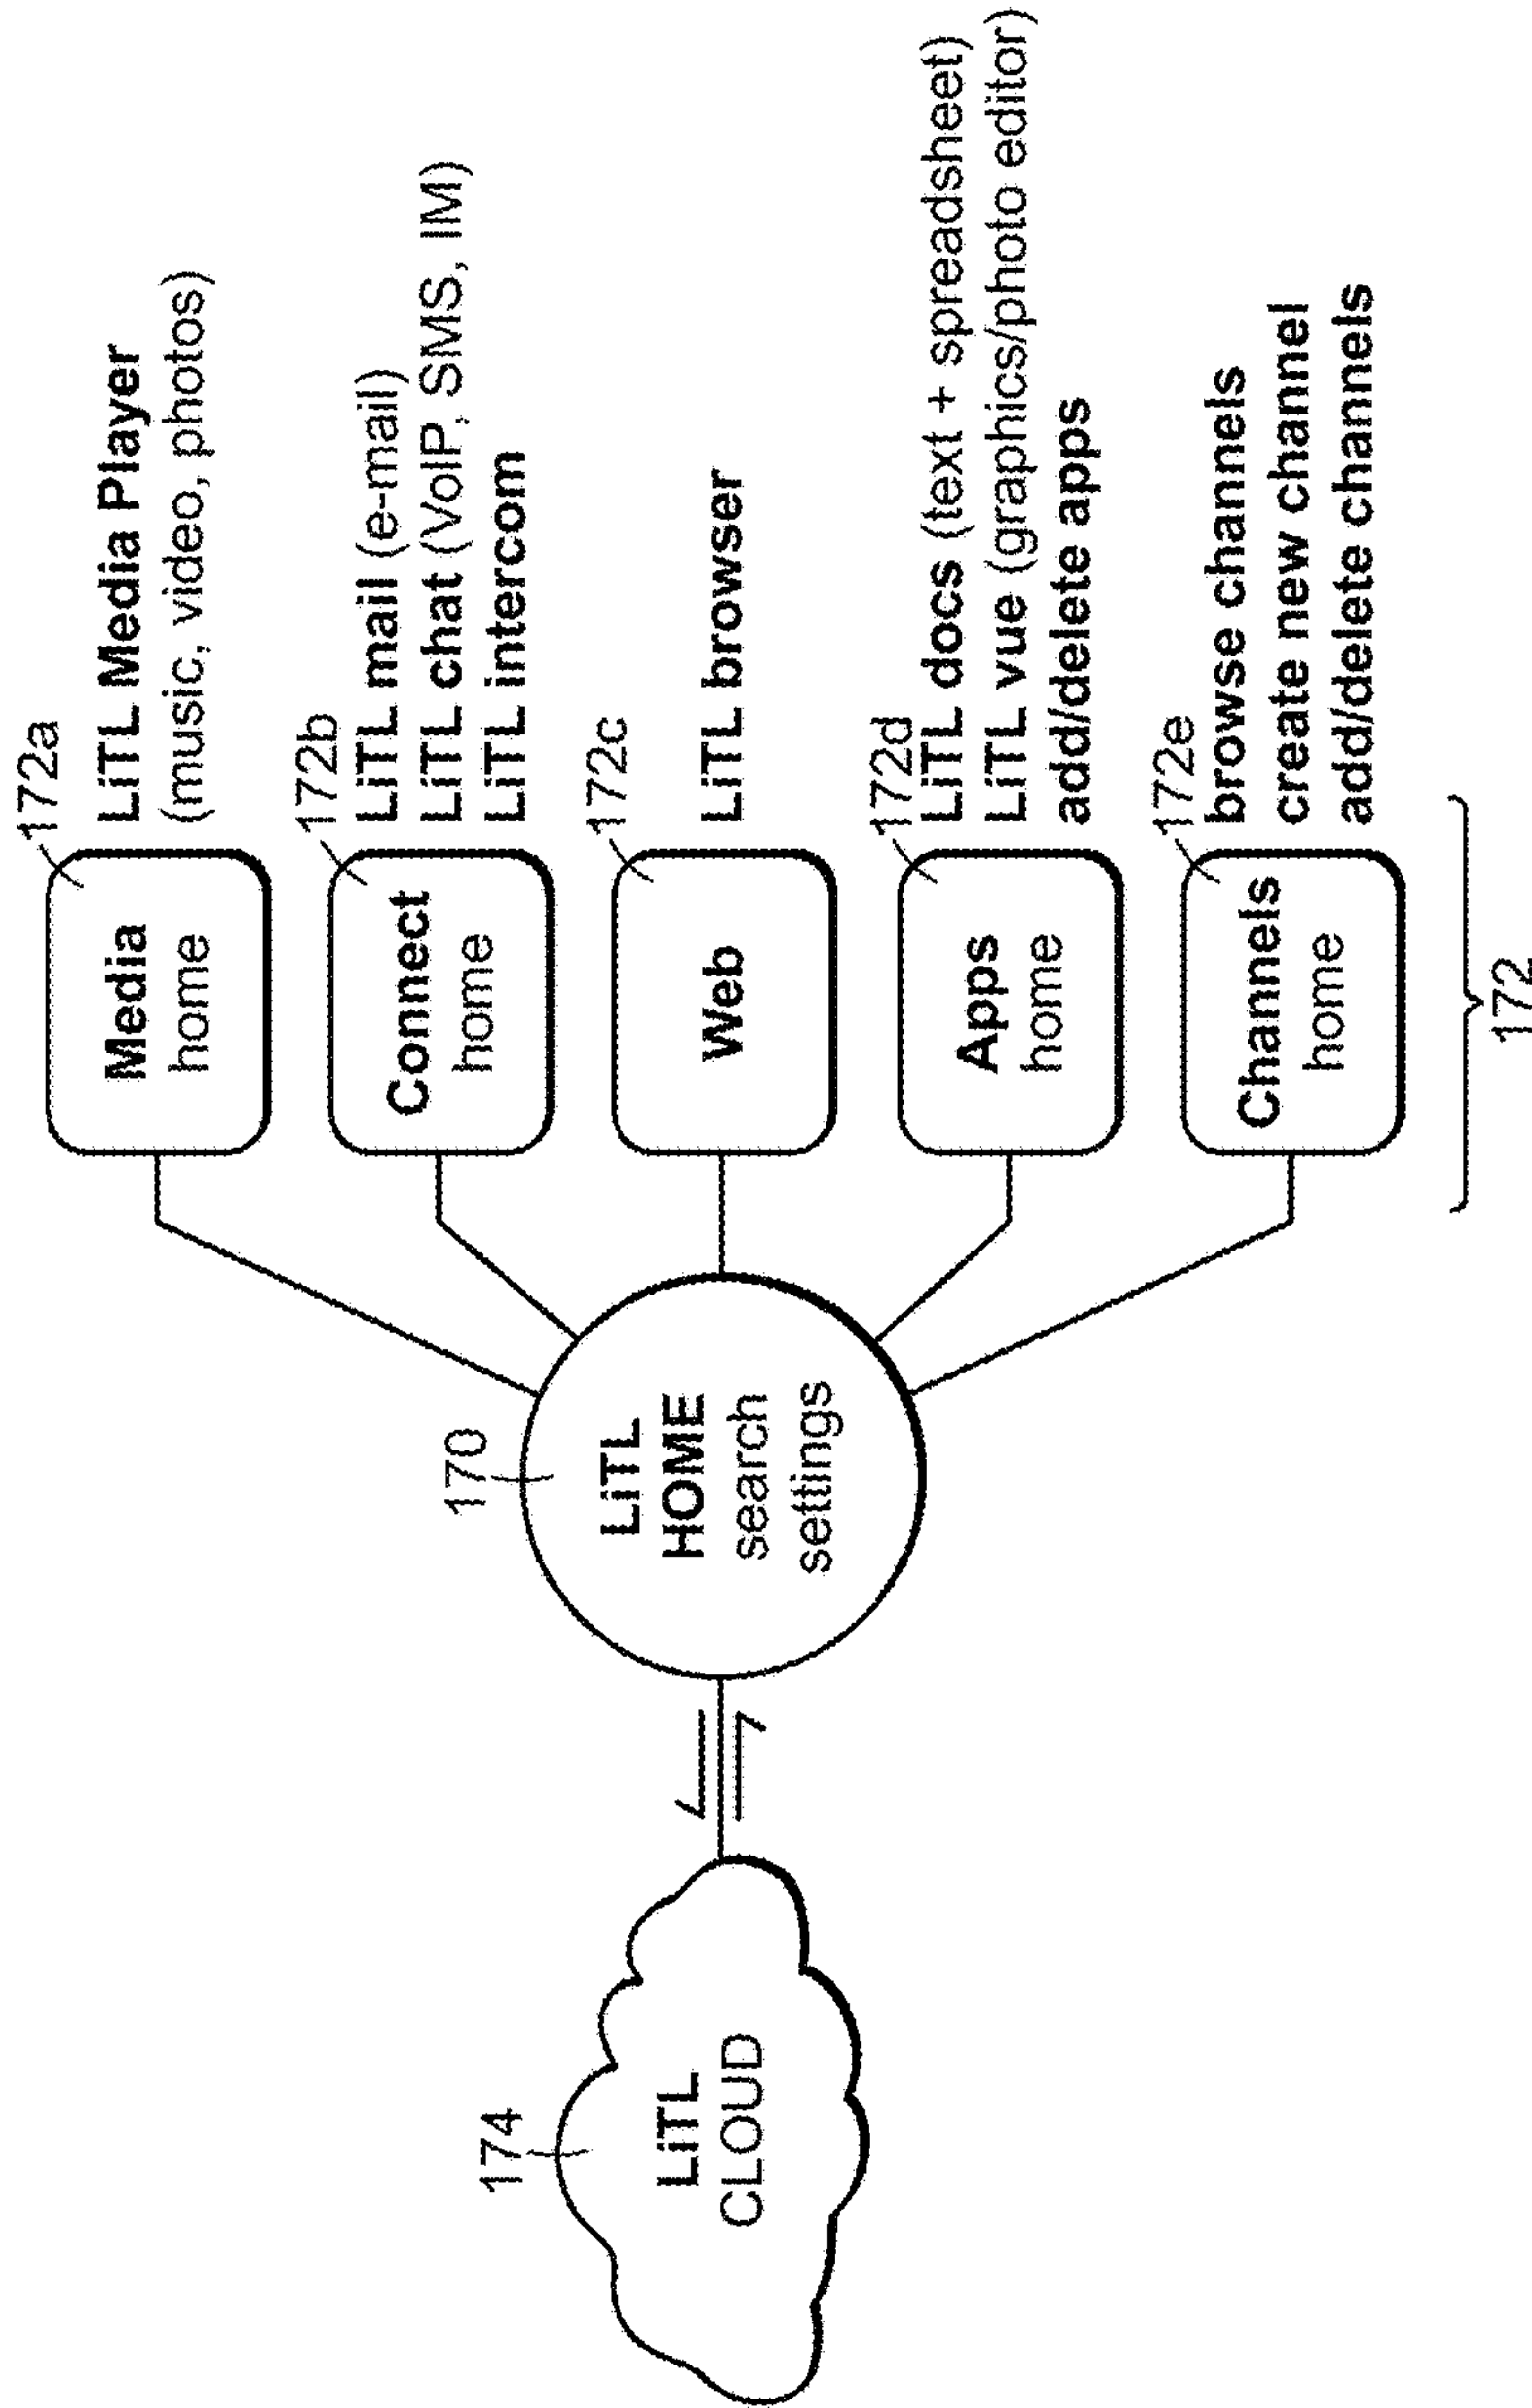 174
LiTL
CLOUD
170
LiTL
HOME
search
settings
172a
Media
home
LiTL Media Player
(music, video, photos)
172b
Connect
home
LiTL mail (e-mail)
LiTL chat (VoIP, SMS, IM)
LiTL intercom
172c
Web
LiTL browser
172d
Apps
home
LiTL docs (text + spreadsheet)
LiTL vue (graphics/photo editor)
add/delete apps
172e
Channels
home
browse channels
create new channel
add/delete channels
172